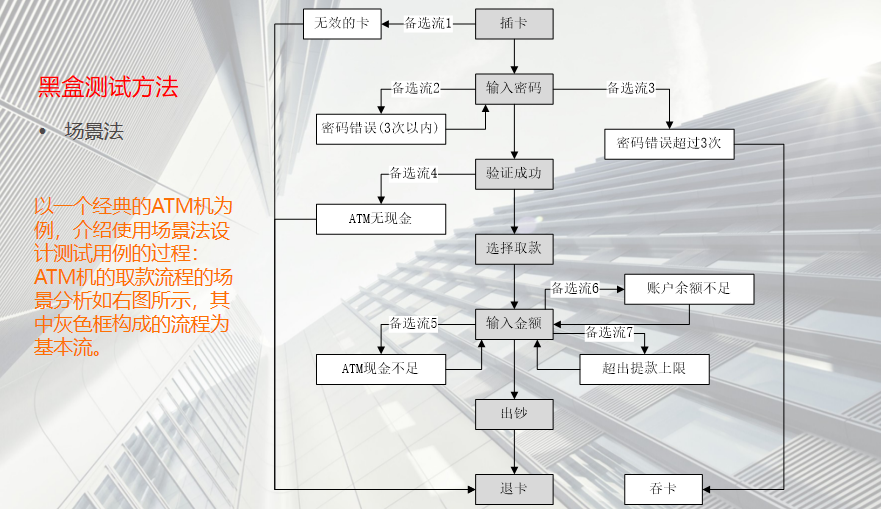 黑盒测试方法
• 场景法
以一个经典的ATM机为
例，介绍使用场景法设
计测试用例的过程：
ATM机的取款流程的场
景分析如右图所示，其
中灰色框构成的流程为
基本流。
无效的卡
备选流1
插卡
备选流2
输入密码
备选流3
密码错误(3次以内)
密码错误超过3次
备选流4
验证成功
ATM无现金
选择取款
备选流6
账户余额不足
备选流5
输入金额
备选流7
ATM现金不足
超出提款上限
出钞
退卡
吞卡